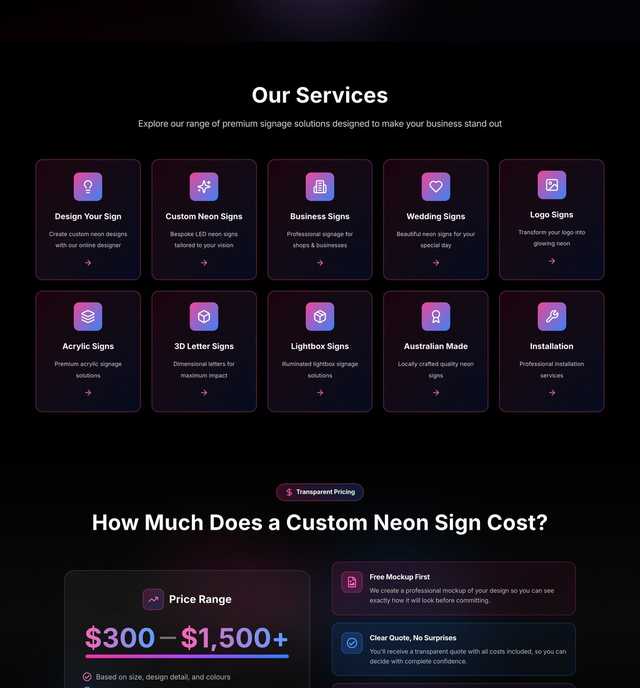 Our Services
Explore our range of premium signage solutions designed to make your business stand out
Design Your Sign
Create custom neon designs
with our online designer
Custom Neon Signs
Bespoke LED neon signs
tailored to your vision
Business Signs
Professional signage for
shops & businesses
Wedding Signs
Beautiful neon signs for your
special day
Logo Signs
Transform your logo into
glowing neon
Acrylic Signs
Premium acrylic signage
solutions
3D Letter Signs
Dimensional letters for
maximum impact
Lightbox Signs
Illuminated lightbox signage
solutions
Australian Made
Locally crafted quality neon
signs
Installation
Professional installation
services
Transparent Pricing
How Much Does a Custom Neon Sign Cost?
Price Range
$300 — $1,500+
Based on size, design detail, and colours
Free Mockup First
We create a professional mockup of your design so you can see
exactly how it will look before committing.
Clear Quote, No Surprises
You'll receive a transparent quote with all costs included, so you can
decide with complete confidence.